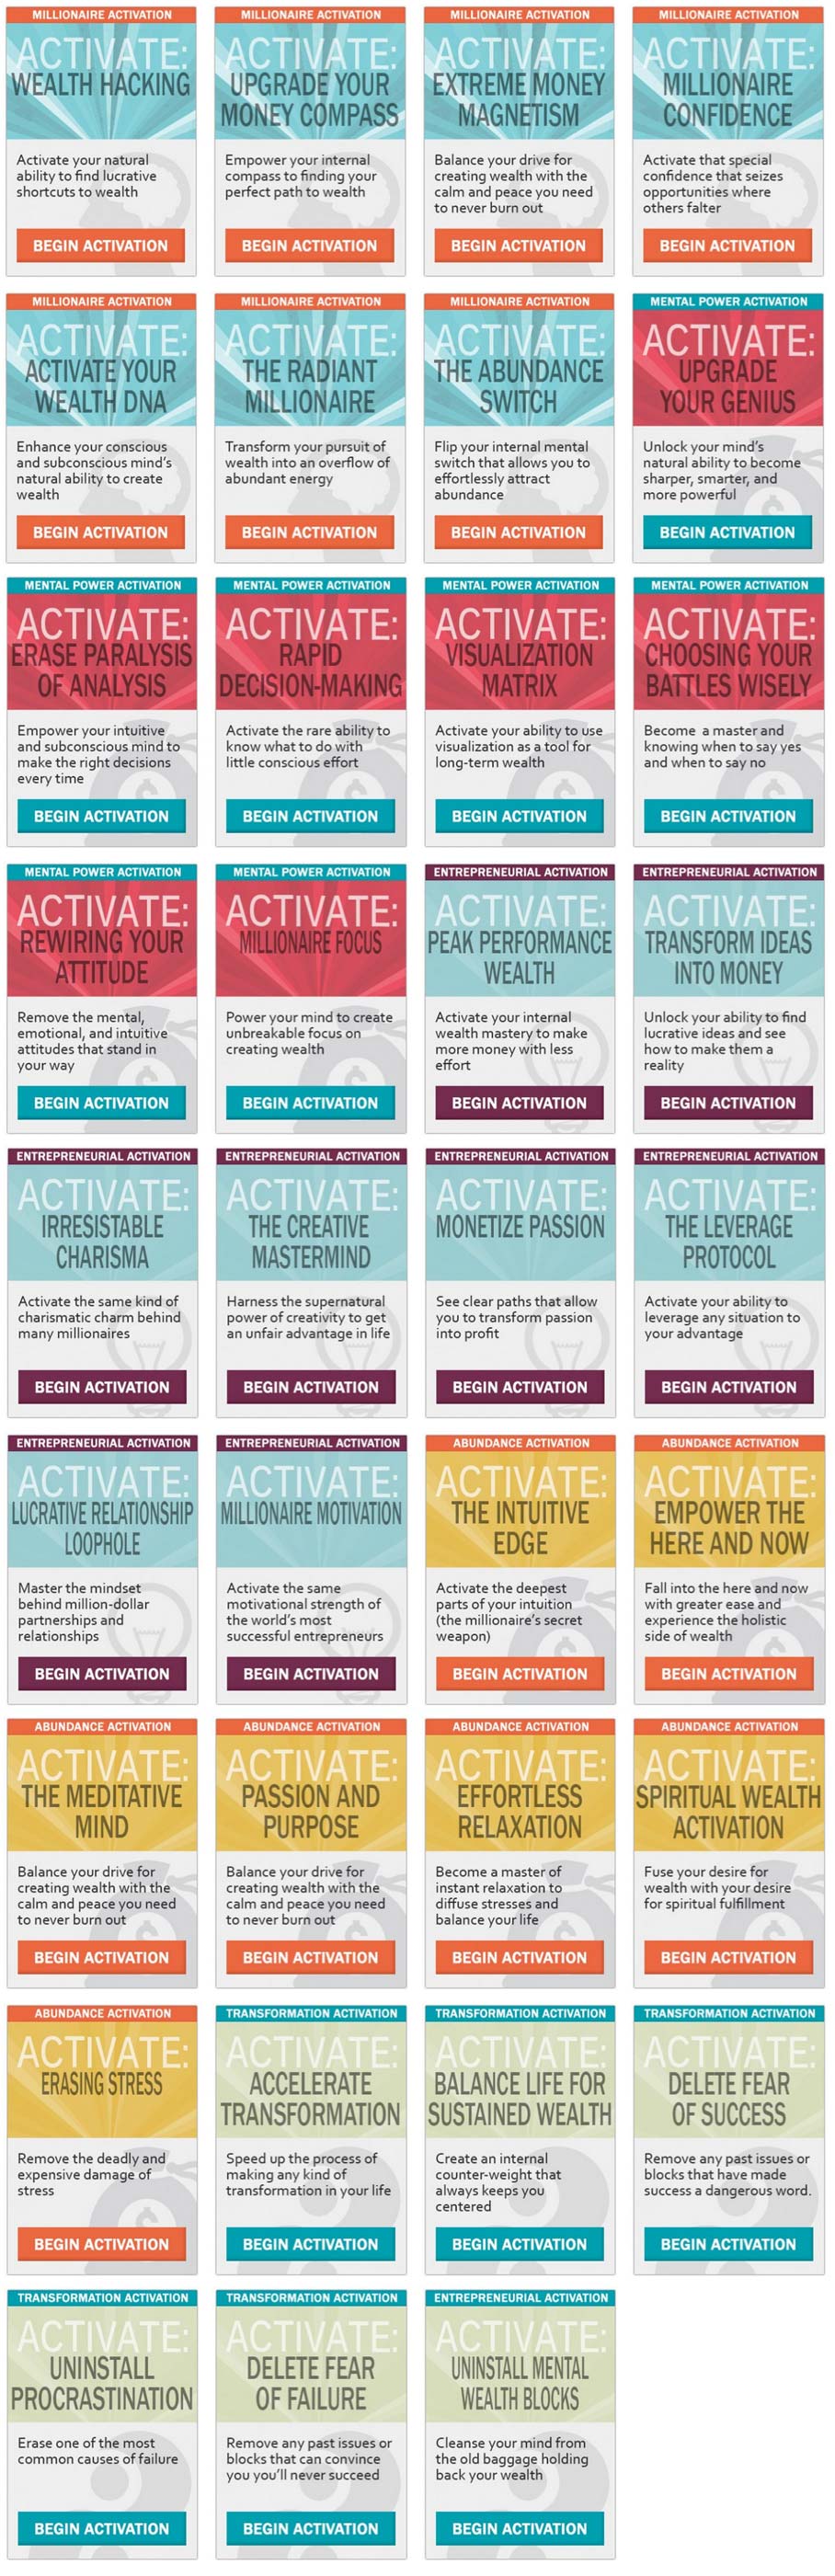 MILLIONAIRE ACTIVATION
ACTIVATE:
WEALTH HACKING
Activate your natural
ability to find lucrative
shortcuts to wealth
BEGIN ACTIVATION
MILLIONAIRE ACTIVATION
ACTIVATE:
UPGRADE YOUR
MONEY COMPASS
Empower your internal
compass to finding your
perfect path to wealth
BEGIN ACTIVATION
MILLIONAIRE ACTIVATION
ACTIVATE:
EXTREME MONEY
MAGNETISM
Balance your drive for
creating wealth with the
calm and peace you need
to never burn out
BEGIN ACTIVATION
MILLIONAIRE ACTIVATION
ACTIVATE:
MILLIONAIRE
CONFIDENCE
Activate that special
confidence that seizes
opportunities where
others falter
BEGIN ACTIVATION
MILLIONAIRE ACTIVATION
ACTIVATE:
ACTIVATE YOUR
WEALTH DNA
Enhance your conscious
and subconscious mind's
natural ability to create
wealth
BEGIN ACTIVATION
MILLIONAIRE ACTIVATION
ACTIVATE:
THE RADIANT
MILLIONAIRE
Transform your pursuit of
wealth into an overflow of
abundant energy
BEGIN ACTIVATION
MILLIONAIRE ACTIVATION
ACTIVATE:
THE ABUNDANCE
SWITCH
Flip your internal mental
switch that allows you to
effortlessly attract
abundance
BEGIN ACTIVATION
MENTAL POWER ACTIVATION
ACTIVATE:
UPGRADE
YOUR GENIUS
Unlock your mind's
natural ability to become
sharper, smarter, and
more powerful
BEGIN ACTIVATION
MENTAL POWER ACTIVATION
ACTIVATE:
ERASE PARALYSIS
OF ANALYSIS
Empower your intuitive
and subconscious mind to
make the right decisions
every time
BEGIN ACTIVATION
MENTAL POWER ACTIVATION
ACTIVATE:
RAPID
DECISION-MAKING
Activate the rare ability to
know what to do with
little conscious effort
BEGIN ACTIVATION
MENTAL POWER ACTIVATION
ACTIVATE:
VISUALIZATION
MATRIX
Activate your ability to use
visualization as a tool for
long-term wealth
BEGIN ACTIVATION
MENTAL POWER ACTIVATION
ACTIVATE:
CHOOSING YOUR
BATTLES WISELY
Become a master and
knowing when to say yes
and when to say no
BEGIN ACTIVATION
MENTAL POWER ACTIVATION
ACTIVATE:
REWIRING YOUR
ATTITUDE
Remove the mental,
emotional, and intuitive
attitudes that stand in
your way
BEGIN ACTIVATION
MENTAL POWER ACTIVATION
ACTIVATE:
MILLIONAIRE FOCUS
Power your mind to create
unbreakable focus on
creating wealth
BEGIN ACTIVATION
ENTREPRENEURIAL ACTIVATION
ACTIVATE:
PEAK PERFORMANCE
WEALTH
Activate your internal
wealth mastery to make
more money with less
effort
BEGIN ACTIVATION
ENTREPRENEURIAL ACTIVATION
ACTIVATE:
TRANSFORM IDEAS
INTO MONEY
Unlock your ability to find
lucrative ideas and see
how to make them a
reality
BEGIN ACTIVATION
ENTREPRENEURIAL ACTIVATION
ACTIVATE:
IRRESISTABLE
CHARISMA
Activate the same kind of
charismatic charm behind
many millionaires
BEGIN ACTIVATION
ENTREPRENEURIAL ACTIVATION
ACTIVATE:
THE CREATIVE
MASTERMIND
Harness the supernatural
power of creativity to get
an unfair advantage in life
BEGIN ACTIVATION
ENTREPRENEURIAL ACTIVATION
ACTIVATE:
MONETIZE PASSION
See clear paths that allow
you to transform passion
into profit
BEGIN ACTIVATION
ENTREPRENEURIAL ACTIVATION
ACTIVATE:
THE LEVERAGE
PROTOCOL
Activate your ability to
leverage any situation to
your advantage
BEGIN ACTIVATION
ENTREPRENEURIAL ACTIVATION
ACTIVATE:
LUCRATIVE RELATIONSHIP
LOOPHOLE
Master the mindset
behind million-dollar
partnerships and
relationships
BEGIN ACTIVATION
ENTREPRENEURIAL ACTIVATION
ACTIVATE:
MILLIONAIRE MOTIVATION
Activate the same
motivational strength of
the world's most
successful entrepreneurs
BEGIN ACTIVATION
ABUNDANCE ACTIVATION
ACTIVATE:
THE INTUITIVE
EDGE
Activate the deepest
parts of your intuition
(the millionaire's secret
weapon)
BEGIN ACTIVATION
ABUNDANCE ACTIVATION
ACTIVATE:
EMPOWER THE
HERE AND NOW
Fall into the here and now
with greater ease and
experience the holistic
side of wealth
BEGIN ACTIVATION
ABUNDANCE ACTIVATION
ACTIVATE:
THE MEDITATIVE
MIND
Balance your drive for
creating wealth with the
calm and peace you need
to never burn out
BEGIN ACTIVATION
ABUNDANCE ACTIVATION
ACTIVATE:
PASSION AND
PURPOSE
Balance your drive for
creating wealth with the
calm and peace you need
to never burn out
BEGIN ACTIVATION
ABUNDANCE ACTIVATION
ACTIVATE:
EFFORTLESS
RELAXATION
Become a master of
instant relaxation to
diffuse stresses and
balance your life
BEGIN ACTIVATION
ABUNDANCE ACTIVATION
ACTIVATE:
SPIRITUAL WEALTH
ACTIVATION
Fuse your desire for
wealth with your desire
for spiritual fulfillment
BEGIN ACTIVATION
ABUNDANCE ACTIVATION
ACTIVATE:
ERASING STRESS
Remove the deadly and
expensive damage of
stress
BEGIN ACTIVATION
TRANSFORMATION ACTIVATION
ACTIVATE:
ACCELERATE
TRANSFORMATION
Speed up the process of
making any kind of
transformation in your life
BEGIN ACTIVATION
TRANSFORMATION ACTIVATION
ACTIVATE:
BALANCE LIFE FOR
SUSTAINED WEALTH
Create an internal
counter-weight that
always keeps you
centered
BEGIN ACTIVATION
TRANSFORMATION ACTIVATION
ACTIVATE:
DELETE FEAR
OF SUCCESS
Remove any past issues or
blocks that have made
success a dangerous word.
BEGIN ACTIVATION
TRANSFORMATION ACTIVATION
ACTIVATE:
UNINSTALL
PROCRASTINATION
Erase one of the most
common causes of failure
BEGIN ACTIVATION
TRANSFORMATION ACTIVATION
ACTIVATE:
DELETE FEAR
OF FAILURE
Remove any past issues or
blocks that can convince
you you'll never succeed
BEGIN ACTIVATION
ENTREPRENEURIAL ACTIVATION
ACTIVATE:
UNINSTALL MENTAL
WEALTH BLOCKS
Cleanse your mind from
the old baggage holding
back your wealth
BEGIN ACTIVATION